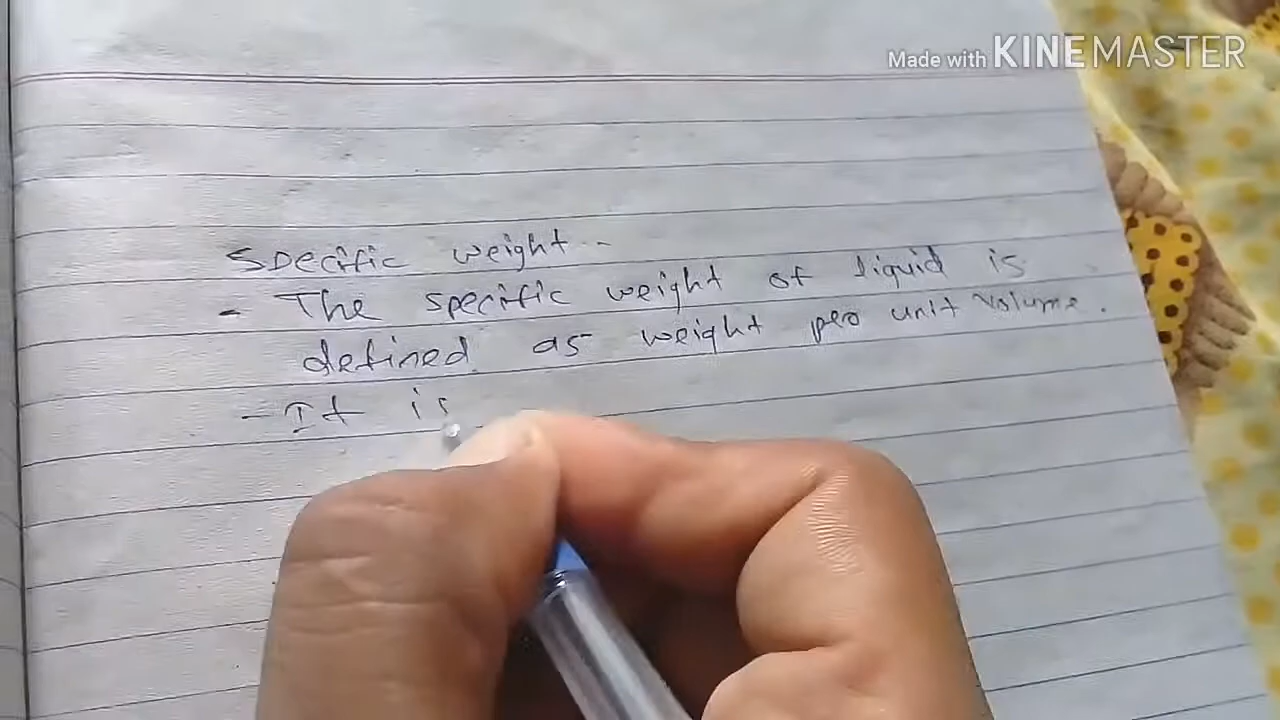 Made with KINEMASTER
Specific weight --
- The specific weight of liquid is
defined as weight per unit volume.
- It is